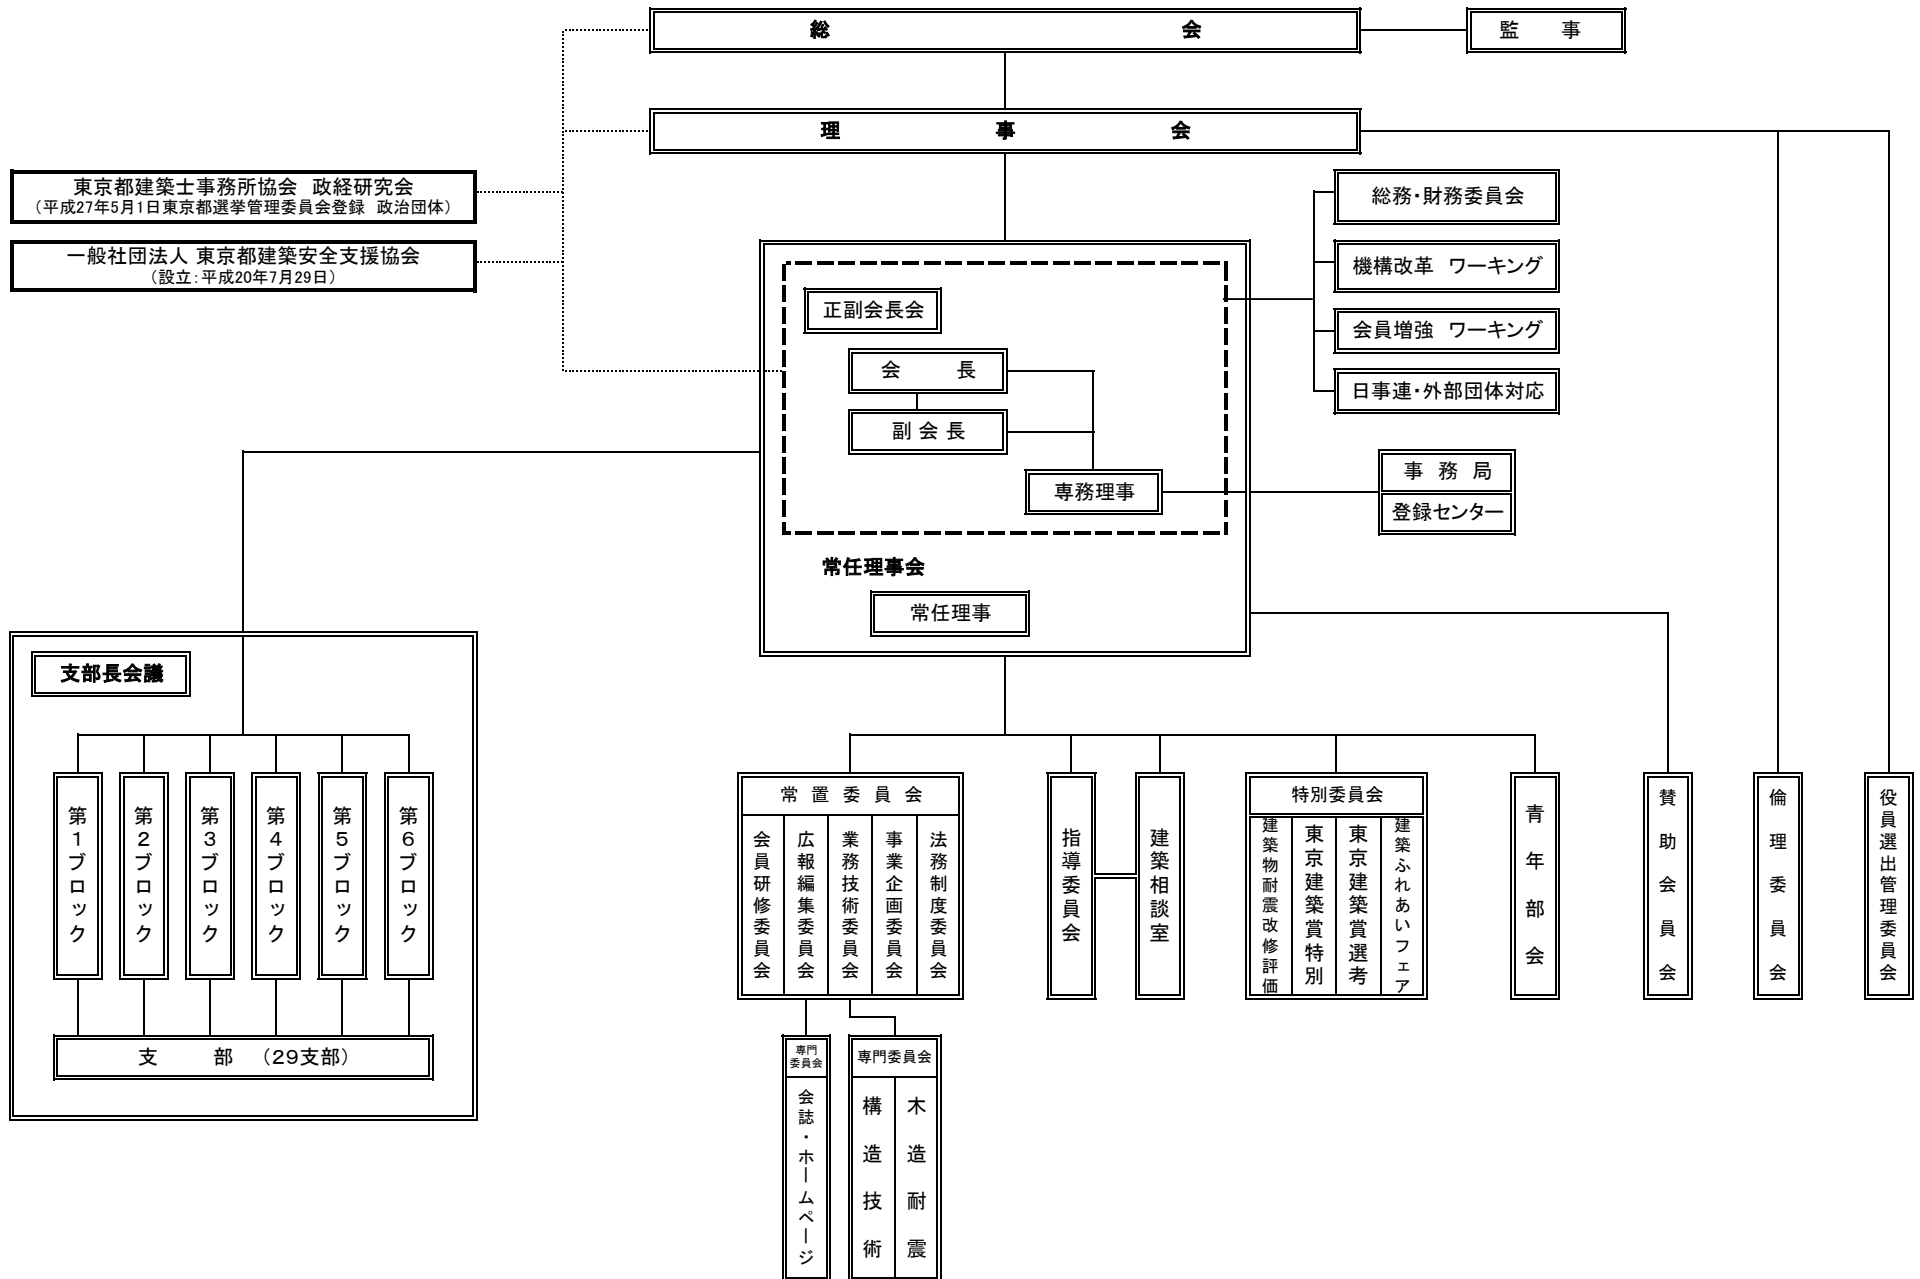 総 会
監 事
理 事 会
東京都建築士事務所協会 政経研究会
（平成27年5月1日東京都選挙管理委員会登録 政治団体）
一般社団法人 東京都建築安全支援協会
（設立：平成20年7月29日）
総務・財務委員会
機構改革 ワーキング
会員増強 ワーキング
日事連・外部団体対応
正副会長会
会 長
副 会 長
専務理事
事 務 局
登録センター
常任理事会
常任理事
支部長会議
第1ブロック
第2ブロック
第3ブロック
第4ブロック
第5ブロック
第6ブロック
支 部 （29支部）
常 置 委 員 会
会員研修委員会
広報編集委員会
業務技術委員会
事業企画委員会
法務制度委員会
指導委員会
建築相談室
特別委員会
建築物耐震改修評価
東京建築賞特別
東京建築賞選考
建築ふれあいフェア
青年部会
賛助会員会
倫理委員会
役員選出管理委員会
専門
委員会
会誌・ホームページ
専門委員会
構造技術
木造耐震